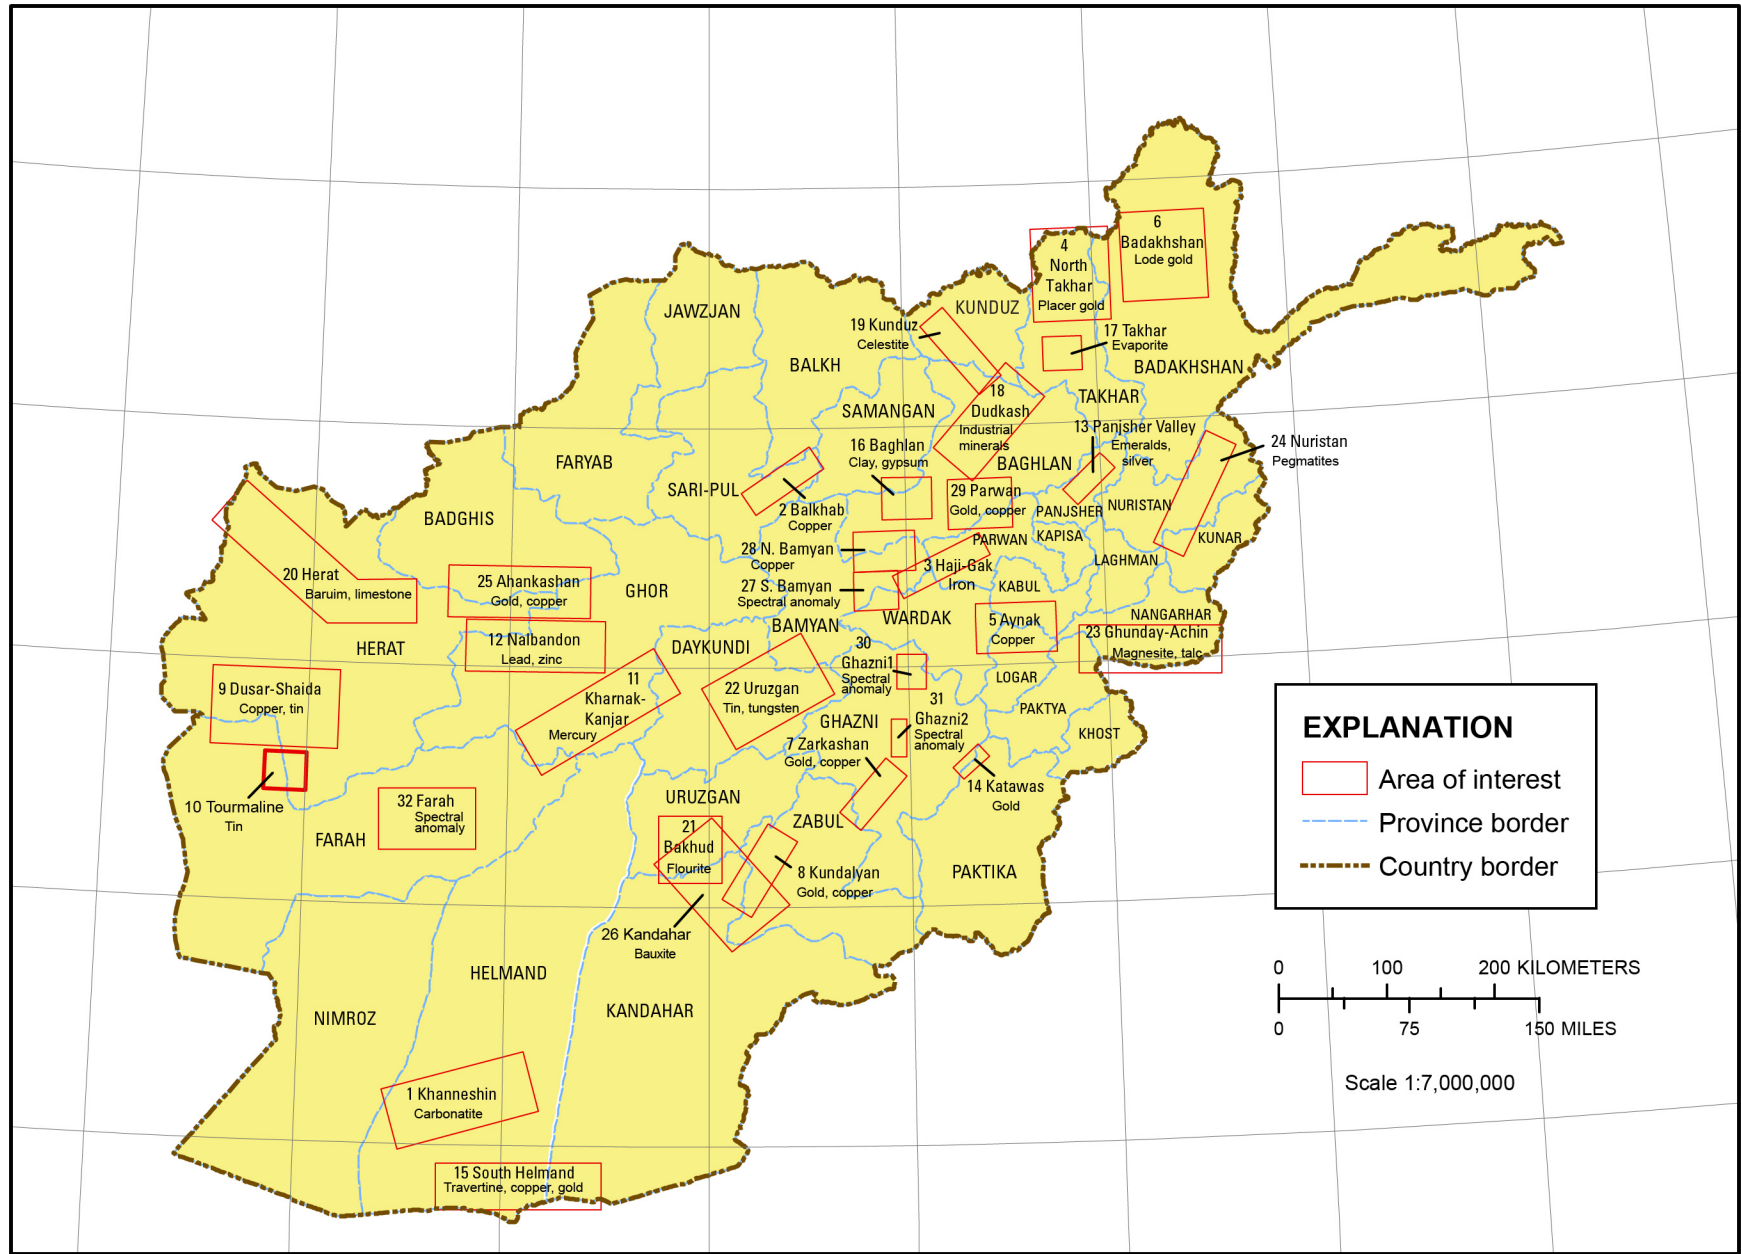 6
Badakhshan
Lode gold
4
North
Takhar
Placer gold
JAWZJAN
KUNDUZ
19 Kunduz
Celestite
17 Takhar
Evaporite
BALKH
BADAKHSHAN
18
Dudkash
Industrial
minerals
TAKHAR
SAMANGAN
13 Panjsher Valley
Emeralds,
silver
24 Nuristan
Pegmatites
16 Baghlan
Clay, gypsum
FARYAB
BAGHLAN
SARI-PUL
29 Parwan
Gold, copper
2 Balkhab
Copper
PANJSHER
NURISTAN
BADGHIS
28 N. Bamyan
Copper
PARWAN
KAPISA
KUNAR
3 Haji-Gak
Iron
LAGHMAN
20 Herat
Baruim, limestone
25 Ahankashan
Gold, copper
GHOR
27 S. Bamyan
Spectral anomaly
KABUL
WARDAK
NANGARHAR
5 Aynak
Copper
BAMYAN
23 Ghunday-Achin
Magnesite, talc
HERAT
12 Nalbandon
Lead, zinc
DAYKUNDI
30
Ghazni1
Spectral
anomaly
LOGAR
9 Dusar-Shaida
Copper, tin
11
Kharnak-
Kanjar
Mercury
22 Uruzgan
Tin, tungsten
31
Ghazni2
Spectral
anomaly
PAKTYA
GHAZNI
KHOST
7 Zarkashan
Gold, copper
14 Katawas
Gold
10 Tourmaline
Tin
32 Farah
Spectral
anomaly
URUZGAN
FARAH
ZABUL
21
Bakhud
Flourite
8 Kundalyan
Gold, copper
PAKTIKA
26 Kandahar
Bauxite
HELMAND
NIMROZ
KANDAHAR
1 Khanneshin
Carbonatite
15 South Helmand
Travertine, copper, gold
EXPLANATION
Area of interest
Province border
Country border
0 100 200 KILOMETERS
0 75 150 MILES
Scale 1:7,000,000